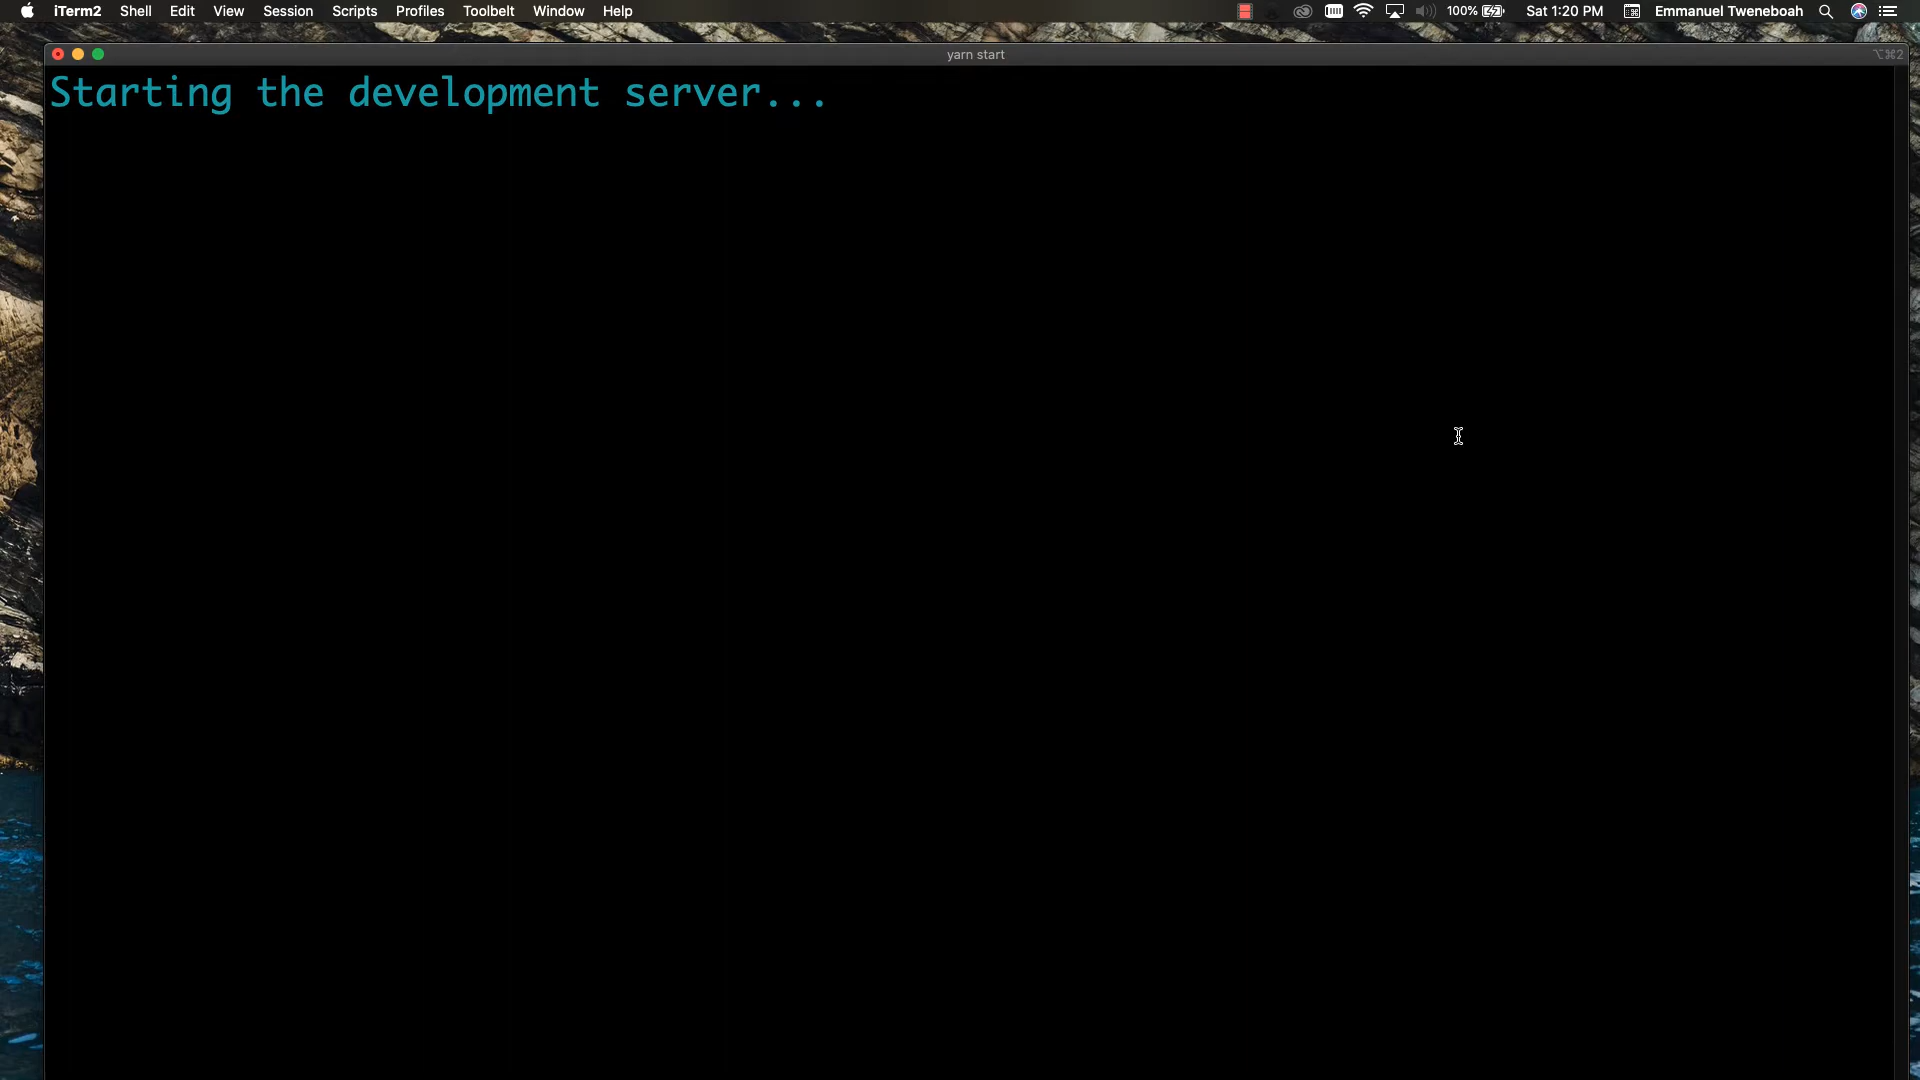 iTerm2 Shell Edit View Session Scripts Profiles Toolbelt Window Help 100% Sat 1:20 PM Emmanuel Tweneboah
yarn start ⌥⌘2
Starting the development server...